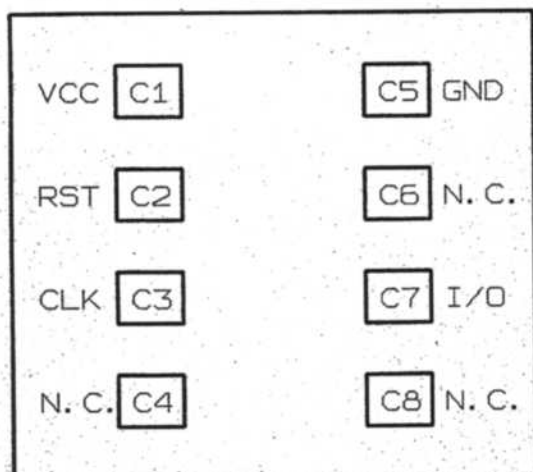 VCC C1 C5 GND
RST C2 C6 N.C.
CLK C3 C7 I/O
N.C. C4 C8 N.C.